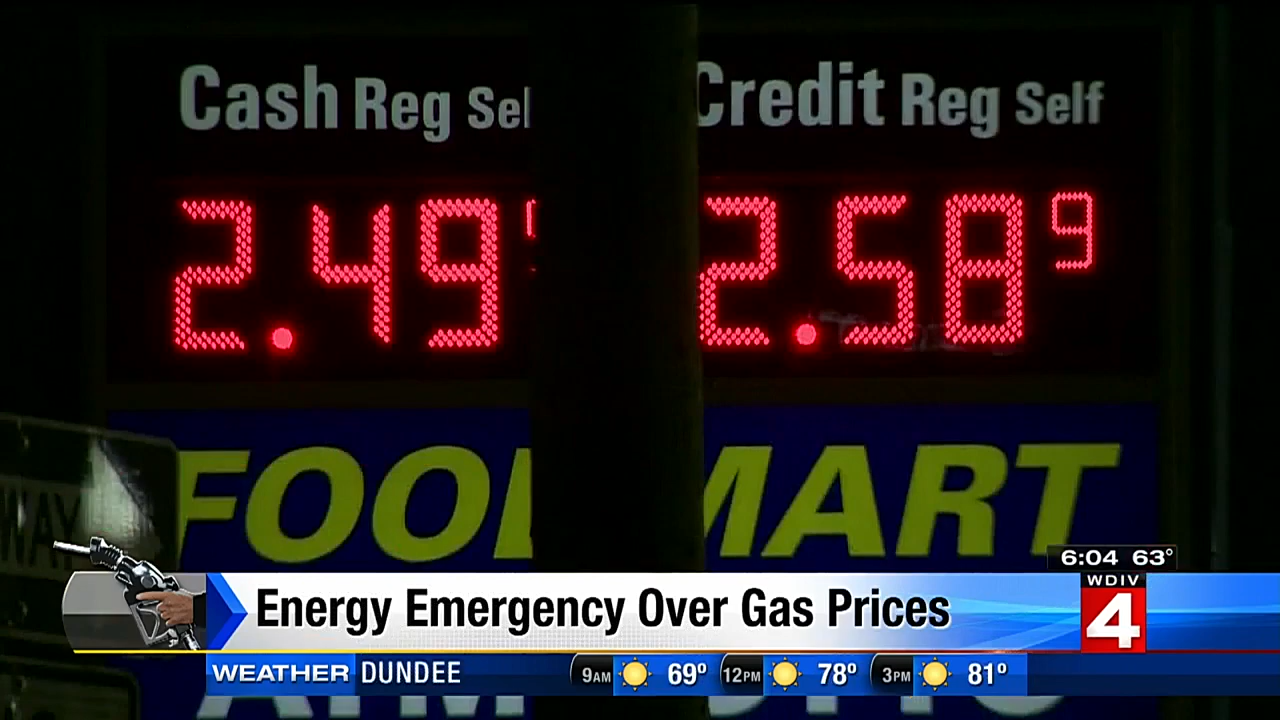 Cash Reg Sel
Credit Reg Self
2.49
2.58 9
FOO
MART
WAY
6:04 63°
WDIV
4
Energy Emergency Over Gas Prices
WEATHER DUNDEE 9AM 69° 12PM 78° 3PM 81°